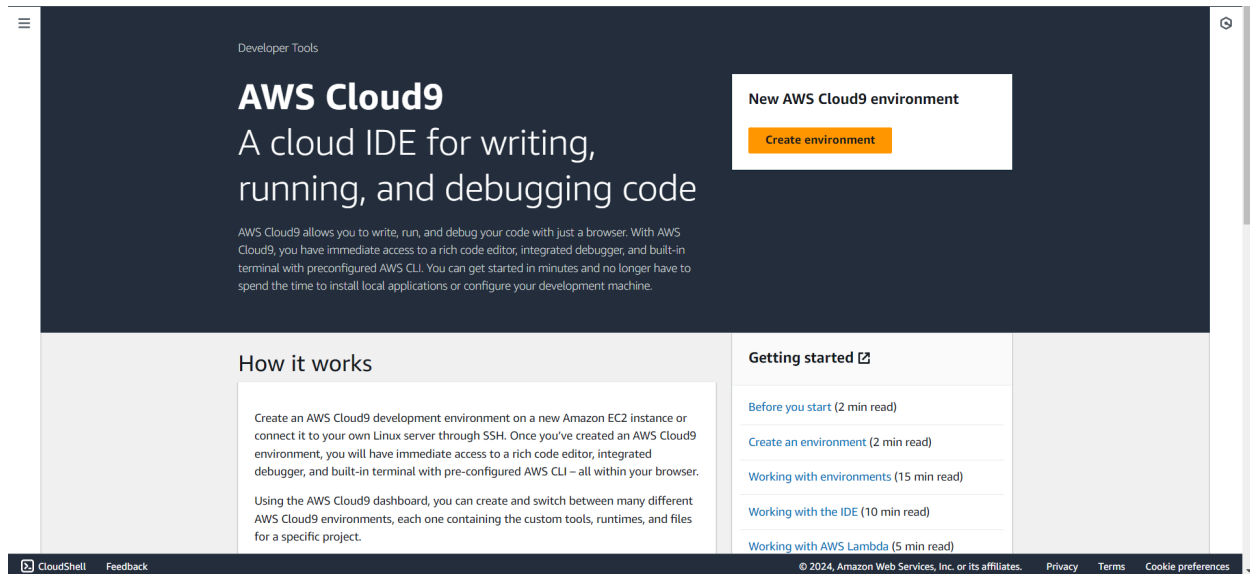 Developer Tools
AWS Cloud9
A cloud IDE for writing,
running, and debugging code
AWS Cloud9 allows you to write, run, and debug your code with just a browser. With AWS
Cloud9, you have immediate access to a rich code editor, integrated debugger, and built-in
terminal with preconfigured AWS CLI. You can get started in minutes and no longer have to
spend the time to install local applications or configure your development machine.
New AWS Cloud9 environment
Create environment
How it works
Create an AWS Cloud9 development environment on a new Amazon EC2 instance or
connect it to your own Linux server through SSH. Once you've created an AWS Cloud9
environment, you will have immediate access to a rich code editor, integrated
debugger, and built-in terminal with pre-configured AWS CLI – all within your browser.
Using the AWS Cloud9 dashboard, you can create and switch between many different
AWS Cloud9 environments, each one containing the custom tools, runtimes, and files
for a specific project.
Getting started
Before you start (2 min read)
Create an environment (2 min read)
Working with environments (15 min read)
Working with the IDE (10 min read)
Working with AWS Lambda (5 min read)
CloudShell Feedback © 2024, Amazon Web Services, Inc. or its affiliates. Privacy Terms Cookie preferences